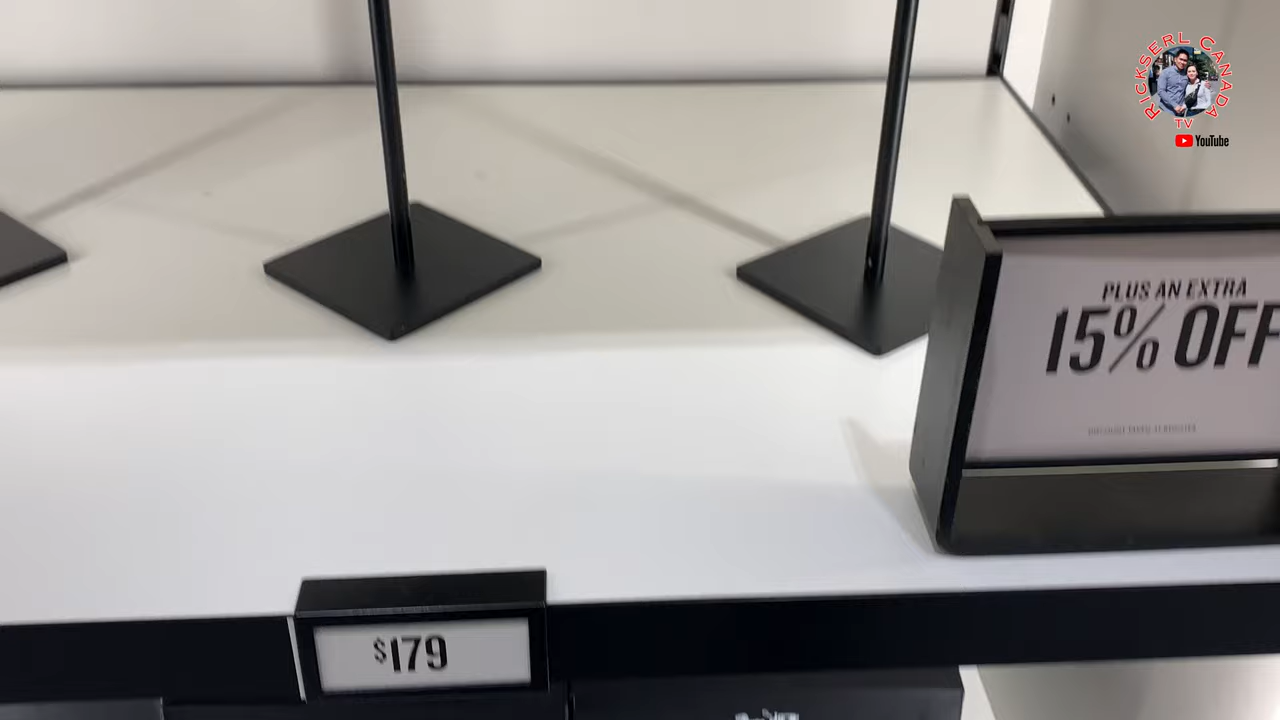 RICKSERL CANADA
TV
YouTube
PLUS AN EXTRA
15% OFF
$179